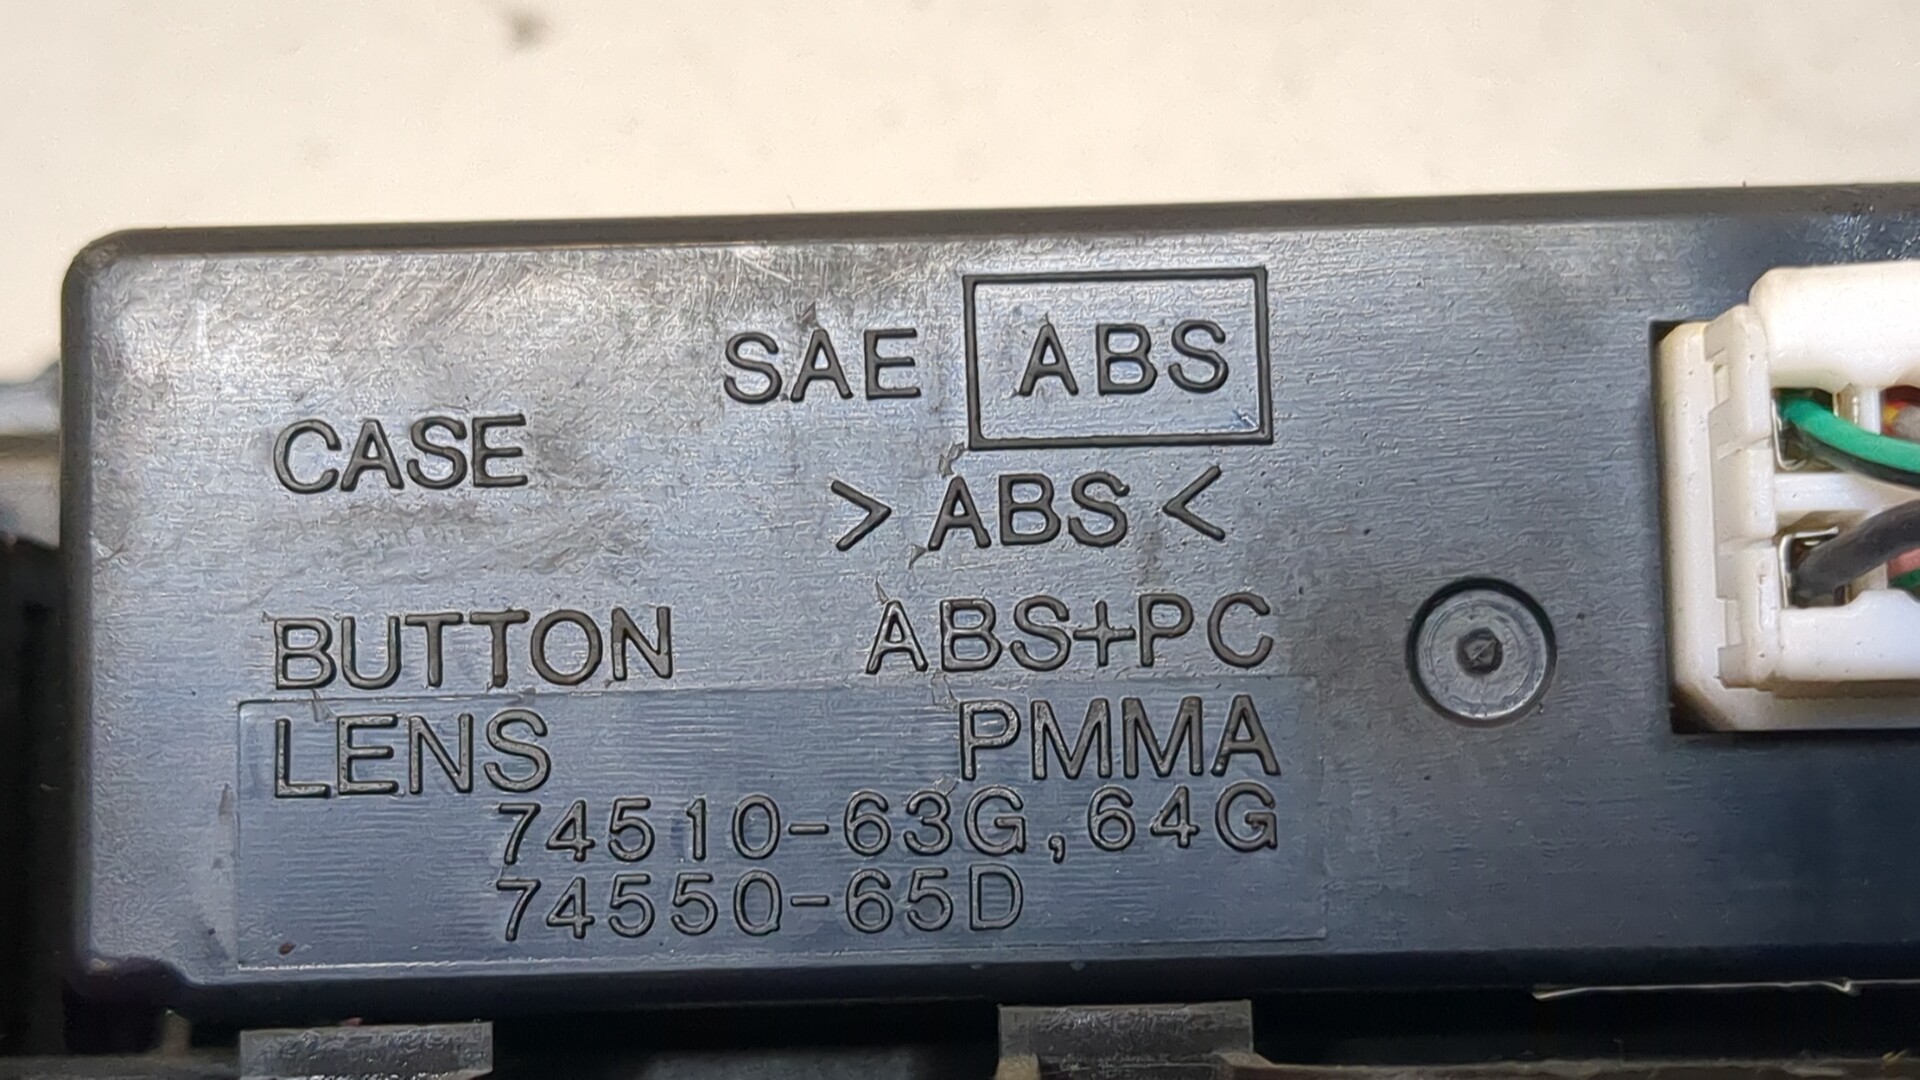 SAE ABS
CASE
>ABS<
BUTTON ABS+PC
LENS PMMA
74510-63G,64G
74550-65D